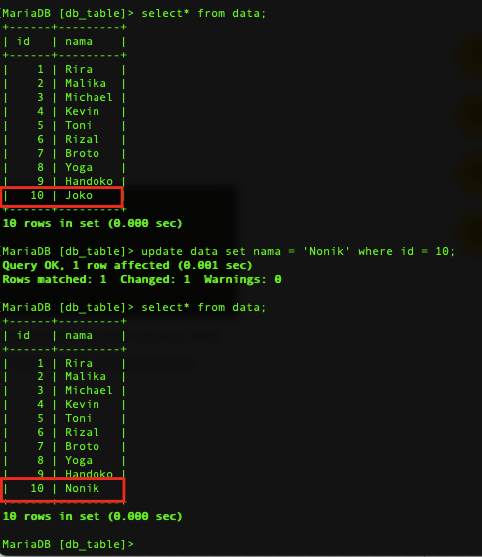 MariaDB [db_table]> select* from data;
+------+---------+
| id   | nama    |
+------+---------+
|    1 | Rira    |
|    2 | Malika  |
|    3 | Michael |
|    4 | Kevin   |
|    5 | Toni    |
|    6 | Rizal   |
|    7 | Broto   |
|    8 | Yoga    |
|    9 | Handoko |
|   10 | Joko    |
+------+---------+
10 rows in set (0.000 sec)
MariaDB [db_table]> update data set nama = 'Nonik' where id = 10;
Query OK, 1 row affected (0.001 sec)
Rows matched: 1  Changed: 1  Warnings: 0
MariaDB [db_table]> select* from data;
+------+---------+
| id   | nama    |
+------+---------+
|    1 | Rira    |
|    2 | Malika  |
|    3 | Michael |
|    4 | Kevin   |
|    5 | Toni    |
|    6 | Rizal   |
|    7 | Broto   |
|    8 | Yoga    |
|    9 | Handoko |
|   10 | Nonik   |
+------+---------+
10 rows in set (0.000 sec)
MariaDB [db_table]>